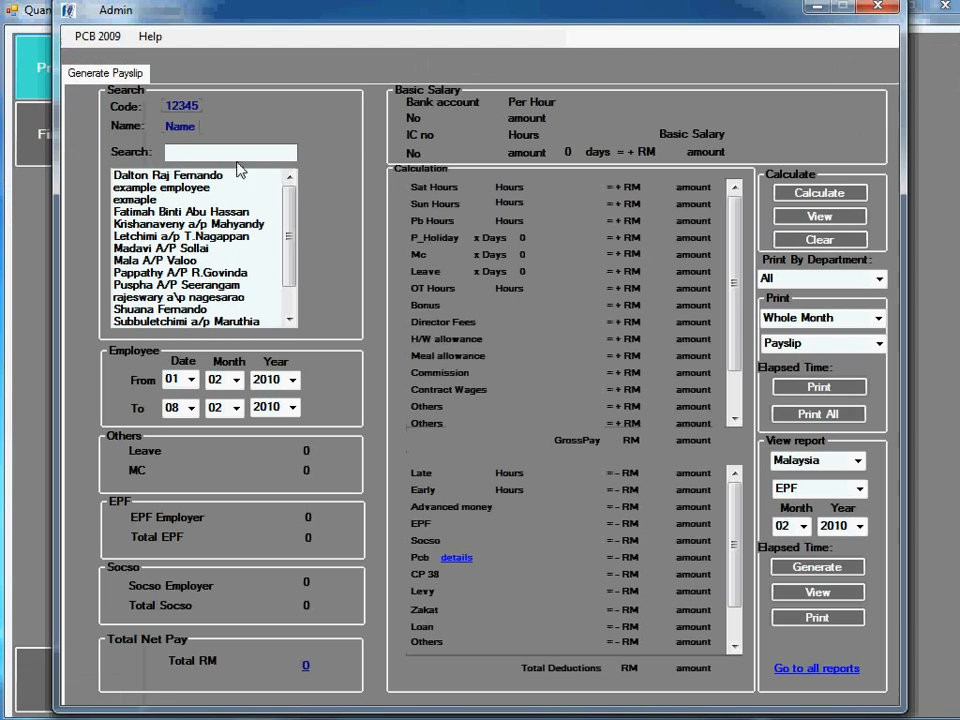 Quan
Admin
PCB 2009 Help
Pr
Fi
Generate Payslip
Search
Code: 12345
Name: Name
Search:
Dalton Raj Fernando
example employee
exmaple
Fatimah Binti Abu Hassan
Krishnaveny a/p Mahyandy
Letchimi a/p T.Nagappan
Madavi A/P Sollai
Mala A/P Valoo
Pappathy A/P R.Govinda
Puspha A/P Seerangam
rajeswary a\p nagesarao
Shuana Fernando
Subbuletchimi a/p Maruthia
Employee
Date Month Year
From 01 02 2010
To 08 02 2010
Others
Leave 0
MC 0
EPF
EPF Employer 0
Total EPF 0
Socso
Socso Employer 0
Total Socso 0
Total Net Pay
Total RM 0
Basic Salary
Bank account Per Hour
No amount
IC no Hours Basic Salary
No amount 0 days = + RM amount
Calculation
Sat Hours Hours = + RM amount
Sun Hours Hours = + RM amount
Pb Hours Hours = + RM amount
P_Holiday x Days 0 = + RM amount
Mc x Days 0 = + RM amount
Leave x Days 0 = + RM amount
OT Hours Hours = + RM amount
Bonus = + RM amount
Director Fees = + RM amount
H/W allowance = + RM amount
Meal allowance = + RM amount
Commission = + RM amount
Contract Wages = + RM amount
Others = + RM amount
Others = + RM amount
GrossPay RM amount
Late Hours = - RM amount
Early Hours = - RM amount
Advanced money = - RM amount
EPF = - RM amount
Socso = - RM amount
Pcb details = - RM amount
CP 38 = - RM amount
Levy = - RM amount
Zakat = - RM amount
Loan = - RM amount
Others = - RM amount
Total Deductions RM amount
Calculate
Calculate
View
Clear
Print By Department:
All
Print
Whole Month
Payslip
Elapsed Time:
Print
Print All
View report
Malaysia
EPF
Month Year
02 2010
Elapsed Time:
Generate
View
Print
Go to all reports